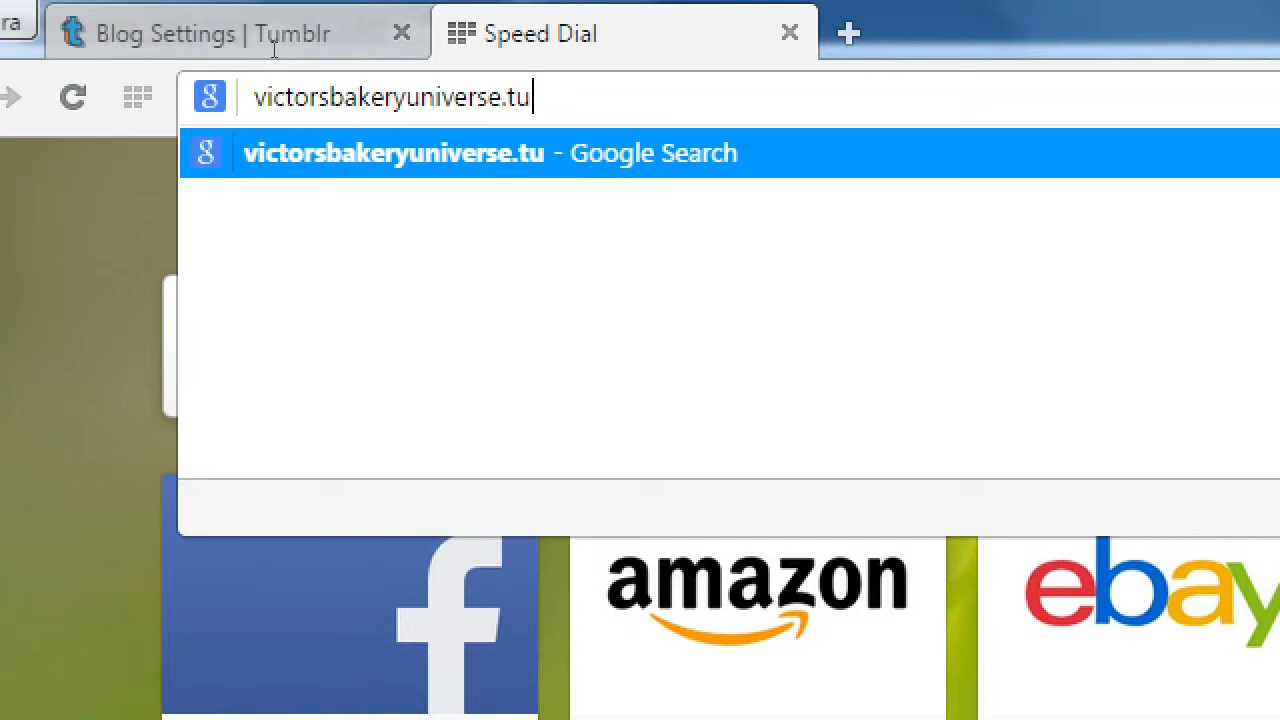 ra
Blog Settings | Tumblr
Speed Dial
victorsbakeryuniverse.tu
victorsbakeryuniverse.tu - Google Search
f
amazon
ebay